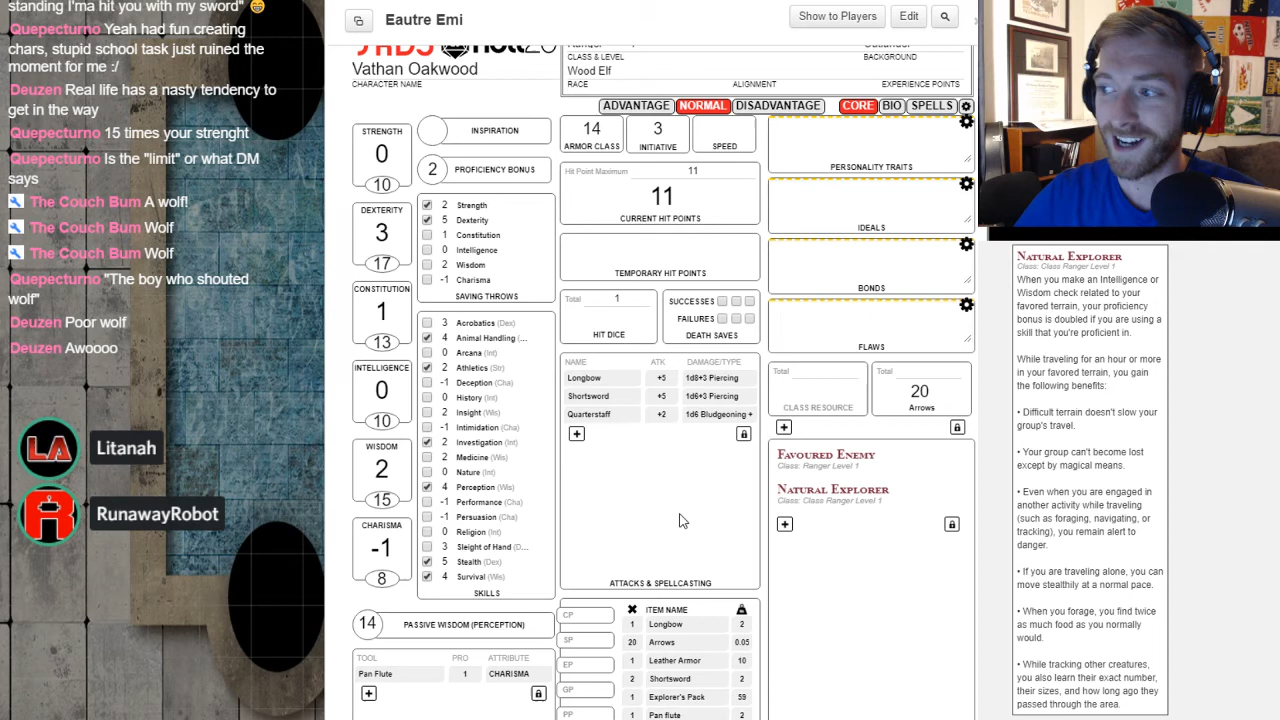 standing I'ma hit you with my sword"
Quepecturno Yeah had fun creating
chars, stupid school task just ruined the
moment for me :/
Deuzen Real life has a nasty tendency to
get in the way
Quepecturno 15 times your strenght
Quepecturno Is the "limit" or what DM
says
The Couch Bum A wolf!
The Couch Bum Wolf
The Couch Bum Wolf
Quepecturno "The boy who shouted
wolf"
Deuzen Poor wolf
Deuzen Awoooo
LA Litanah
R RunawayRobot
Eautre Emi
Show to Players
Edit
Vathan Oakwood
CHARACTER NAME
CLASS & LEVEL
BACKGROUND
Wood Elf
RACE
ALIGNMENT
EXPERIENCE POINTS
ADVANTAGE NORMAL DISADVANTAGE
CORE BIO SPELLS
STRENGTH
0
10
DEXTERITY
3
17
CONSTITUTION
1
13
INTELLIGENCE
0
10
WISDOM
2
15
CHARISMA
-1
8
INSPIRATION
2 PROFICIENCY BONUS
2 Strength
5 Dexterity
1 Constitution
0 Intelligence
2 Wisdom
-1 Charisma
SAVING THROWS
3 Acrobatics (Dex)
4 Animal Handling (...
0 Arcana (Int)
2 Athletics (Str)
-1 Deception (Cha)
0 History (Int)
2 Insight (Wis)
-1 Intimidation (Cha)
2 Investigation (Int)
2 Medicine (Wis)
0 Nature (Int)
4 Perception (Wis)
-1 Performance (Cha)
-1 Persuasion (Cha)
0 Religion (Int)
3 Sleight of Hand (D...
5 Stealth (Dex)
4 Survival (Wis)
SKILLS
14 PASSIVE WISDOM (PERCEPTION)
TOOL PRO ATTRIBUTE
Pan Flute 1 CHARISMA
14
ARMOR CLASS
3
INITIATIVE
SPEED
Hit Point Maximum 11
11
CURRENT HIT POINTS
TEMPORARY HIT POINTS
Total 1
HIT DICE
SUCCESSES
FAILURES
DEATH SAVES
NAME ATK DAMAGE/TYPE
Longbow +5 1d8+3 Piercing
Shortsword +5 1d6+3 Piercing
Quarterstaff +2 1d6 Bludgeoning +
ATTACKS & SPELLCASTING
CP
SP
EP
GP
PP
ITEM NAME
1 Longbow 2
20 Arrows 0.05
1 Leather Armor 10
2 Shortsword 2
1 Explorer's Pack 59
1 Pan flute 2
PERSONALITY TRAITS
IDEALS
BONDS
FLAWS
Total
CLASS RESOURCE
Total
20
Arrows
FAVOURED ENEMY
Class: Ranger Level 1
NATURAL EXPLORER
Class: Class Ranger Level 1
NATURAL EXPLORER
Class: Class Ranger Level 1
When you make an Intelligence or
Wisdom check related to your
favored terrain, your proficiency
bonus is doubled if you are using a
skill that you're proficient in.
While traveling for an hour or more
in your favored terrain, you gain
the following benefits:
• Difficult terrain doesn't slow your
group's travel.
• Your group can't become lost
except by magical means.
• Even when you are engaged in
another activity while traveling
(such as foraging, navigating, or
tracking), you remain alert to
danger.
• If you are traveling alone, you can
move stealthily at a normal pace.
• When you forage, you find twice
as much food as you normally
would.
• While tracking other creatures,
you also learn their exact number,
their sizes, and how long ago they
passed through the area.